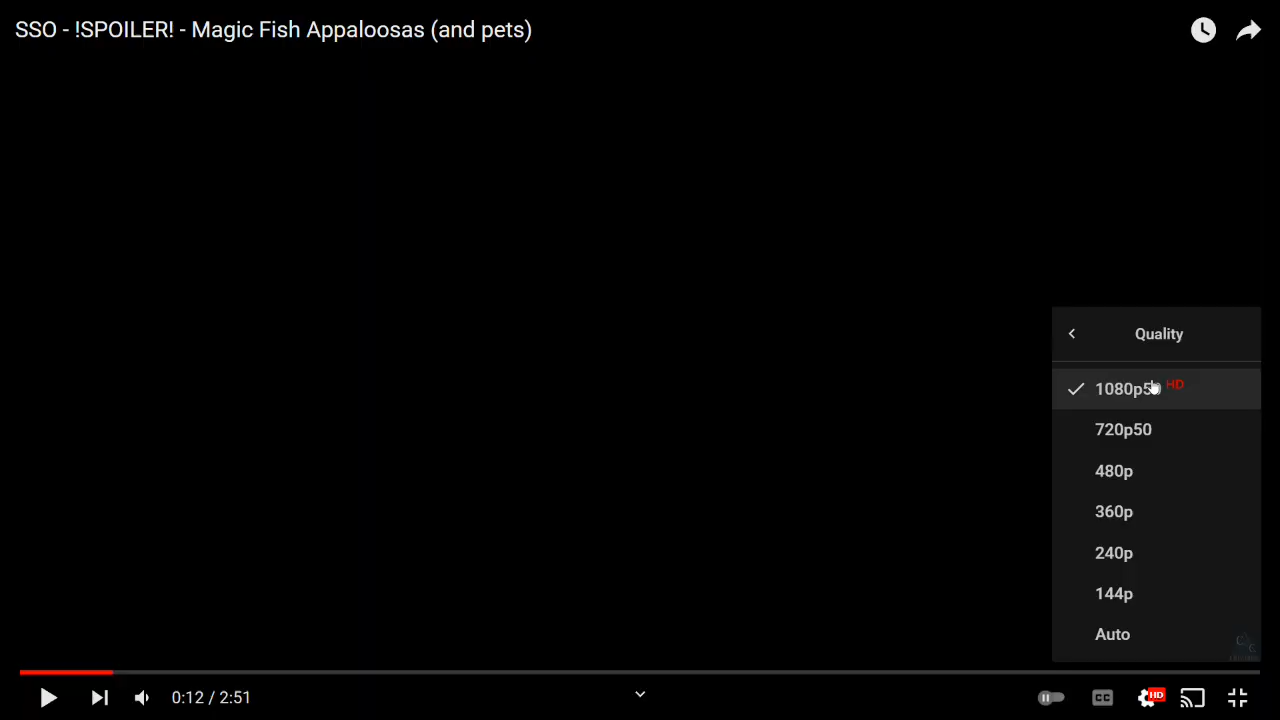 SSO - !SPOILER! - Magic Fish Appaloosas (and pets)
Quality
1080p50 HD
720p50
480p
360p
240p
144p
Auto
0:12 / 2:51
CC
HD